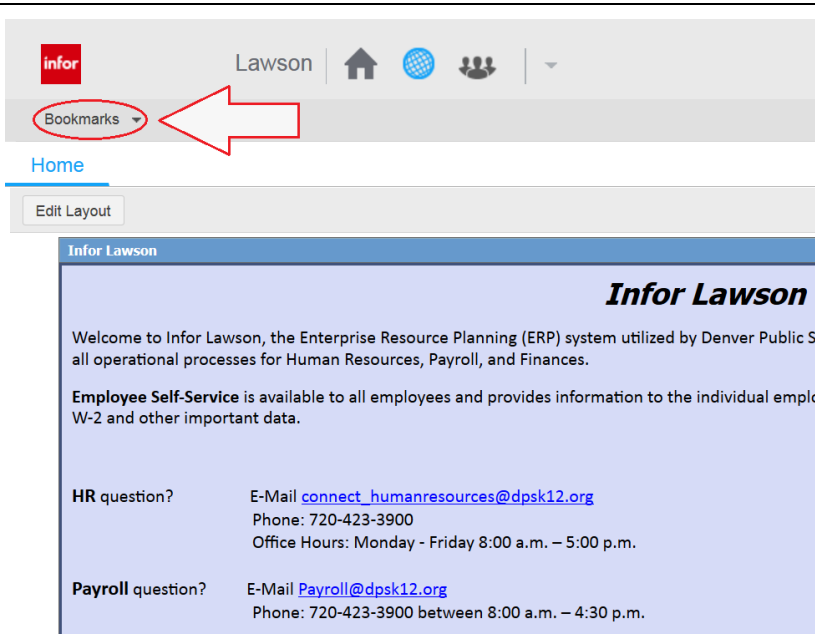 infor
Lawson
Bookmarks
Home
Edit Layout
Infor Lawson
Infor Lawson
Welcome to Infor Lawson, the Enterprise Resource Planning (ERP) system utilized by Denver Public S
all operational processes for Human Resources, Payroll, and Finances.
Employee Self-Service is available to all employees and provides information to the individual emplo
W-2 and other important data.
HR question? E-Mail connect_humanresources@dpsk12.org
Phone: 720-423-3900
Office Hours: Monday - Friday 8:00 a.m. – 5:00 p.m.
Payroll question? E-Mail Payroll@dpsk12.org
Phone: 720-423-3900 between 8:00 a.m. – 4:30 p.m.